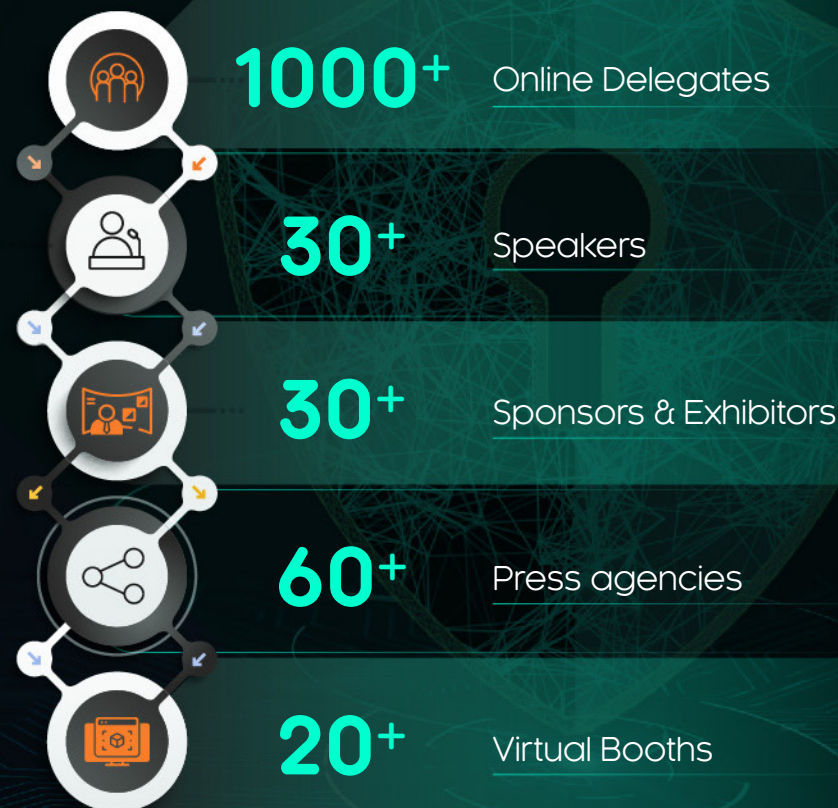 1000+ Online Delegates
30+ Speakers
30+ Sponsors & Exhibitors
60+ Press agencies
20+ Virtual Booths